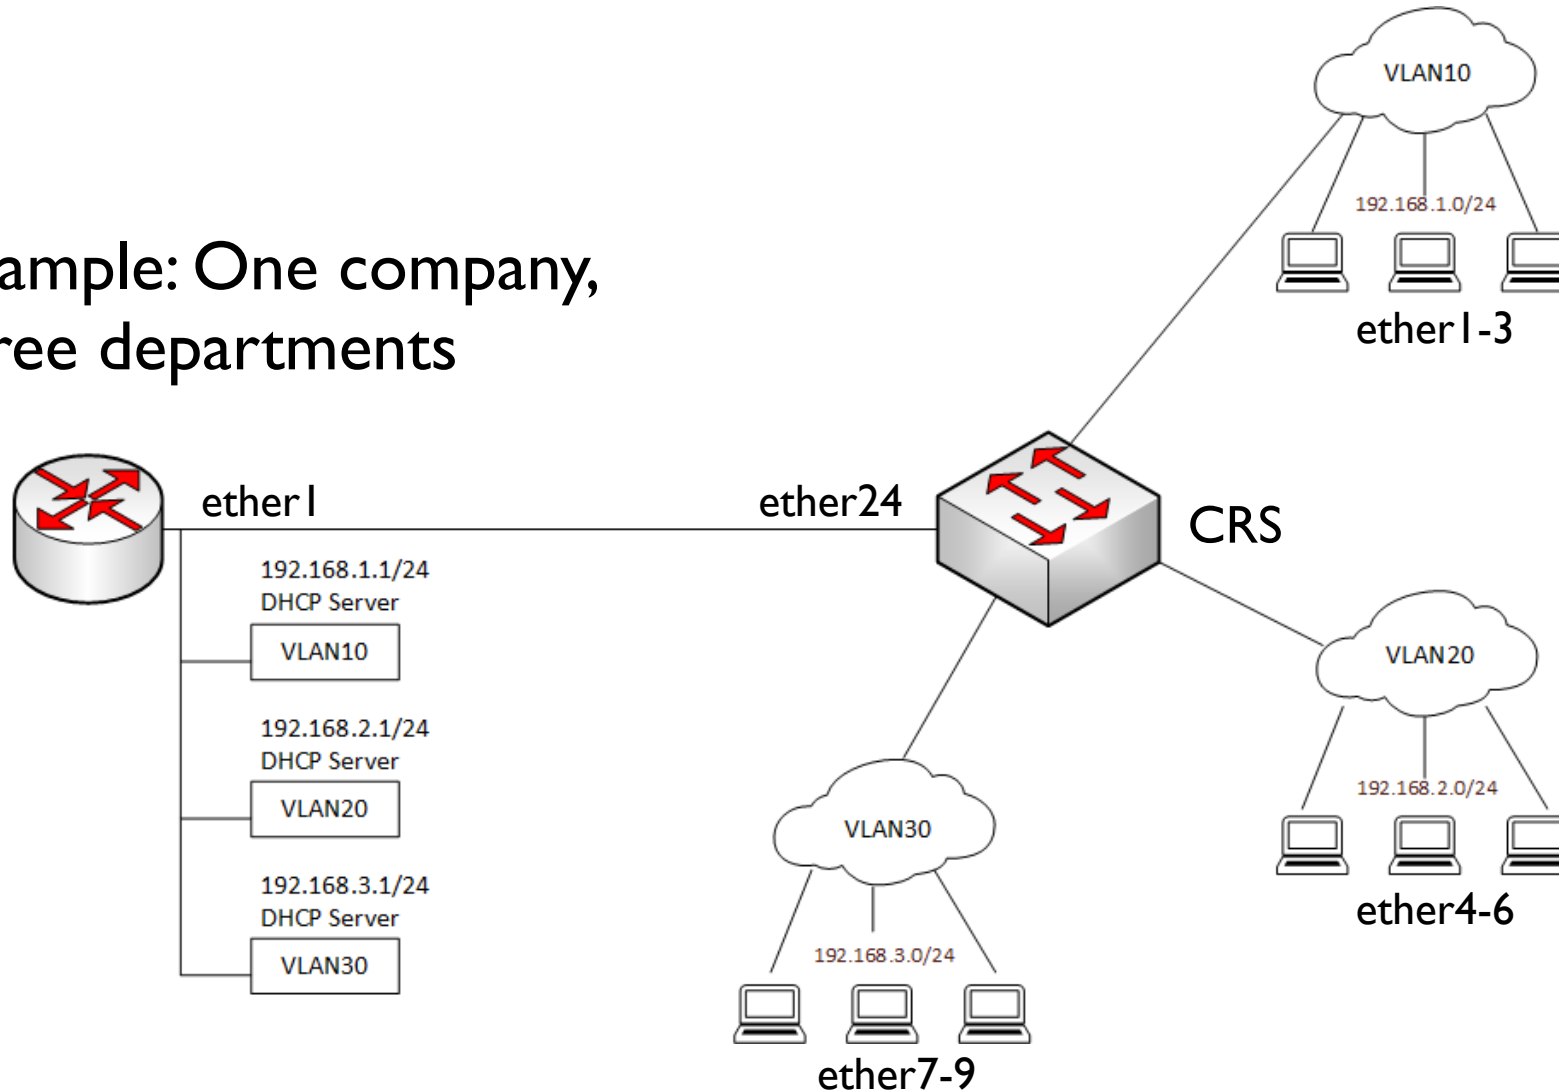 ample: One company,
ree departments
ether1
ether24
CRS
192.168.1.1/24
DHCP Server
VLAN10
192.168.2.1/24
DHCP Server
VLAN20
192.168.3.1/24
DHCP Server
VLAN30
VLAN10
192.168.1.0/24
ether1-3
VLAN20
192.168.2.0/24
ether4-6
VLAN30
192.168.3.0/24
ether7-9